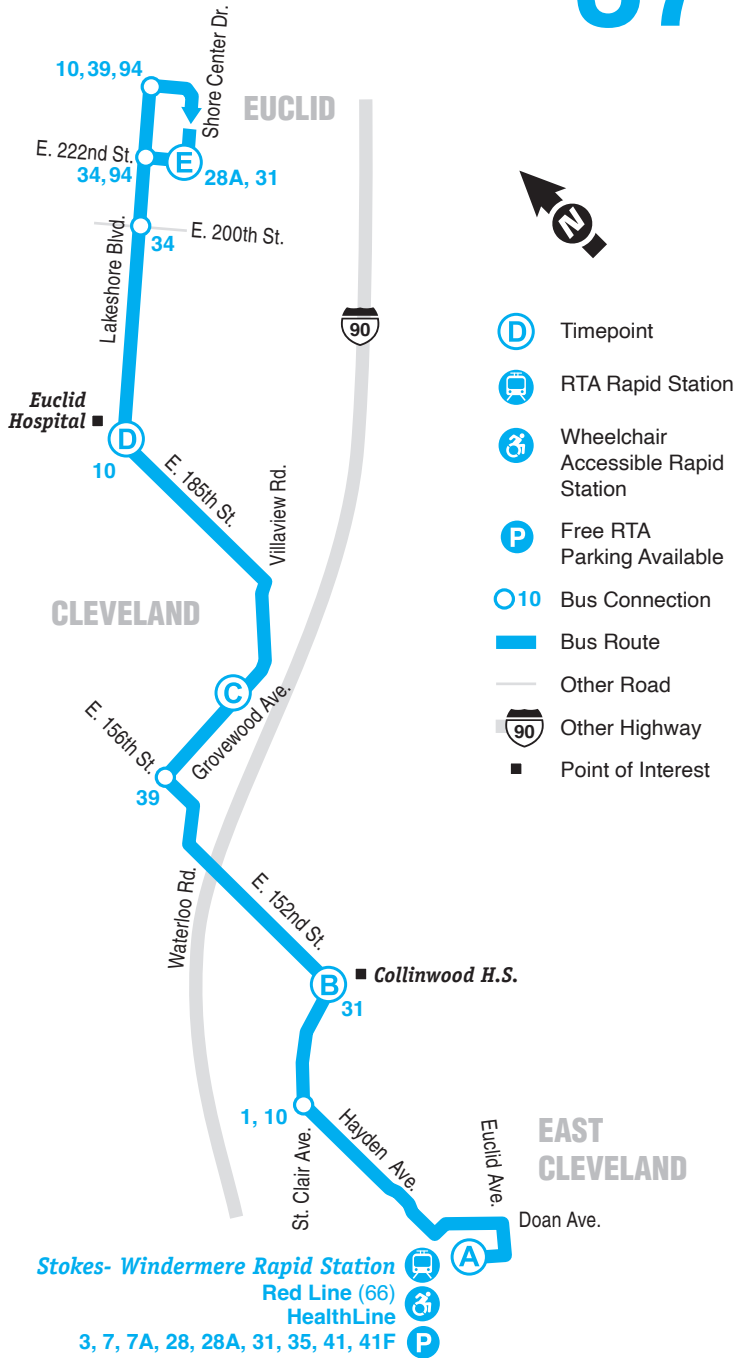 Shore Center Dr.
10, 39, 94
EUCLID
E. 222nd St.
34, 94
E
28A, 31
N
34
E. 200th St.
Lakeshore Blvd.
90
Euclid
Hospital
D
10
E. 185th St.
Villaview Rd.
CLEVELAND
C
Grovewood Ave.
E. 156th St.
39
Waterloo Rd.
E. 152nd St.
B
Collinwood H.S.
31
1, 10
St. Clair Ave.
Hayden Ave.
Euclid Ave.
EAST
CLEVELAND
Doan Ave.
A
Stokes- Windermere Rapid Station
Red Line (66)
HealthLine
3, 7, 7A, 28, 28A, 31, 35, 41, 41F
P
D Timepoint
RTA Rapid Station
Wheelchair
Accessible Rapid
Station
P Free RTA
Parking Available
10 Bus Connection
Bus Route
Other Road
90 Other Highway
Point of Interest